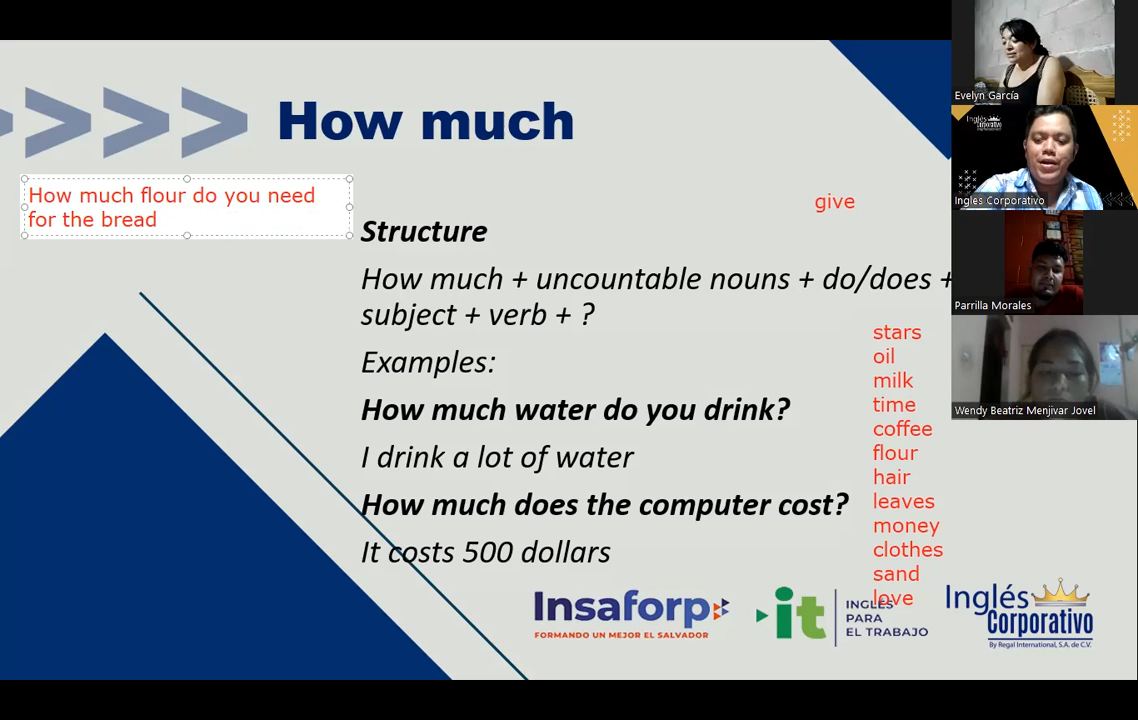 How much
How much flour do you need
for the bread
give
Structure
How much + uncountable nouns + do/does +
subject + verb + ?
Examples:
How much water do you drink?
I drink a lot of water
How much does the computer cost?
It costs 500 dollars
stars
oil
milk
time
coffee
flour
hair
leaves
money
clothes
sand
love
Insaforp
FORMANDO UN MEJOR EL SALVADOR
it
INGLÉS
PARA
EL TRABAJO
Inglés
Corporativo
By Regal International, S.A. de C.V.
Evelyn García
Inglés
Corporativo
Ingles Corporativo
Parrilla Morales
Wendy Beatriz Menjivar Jovel